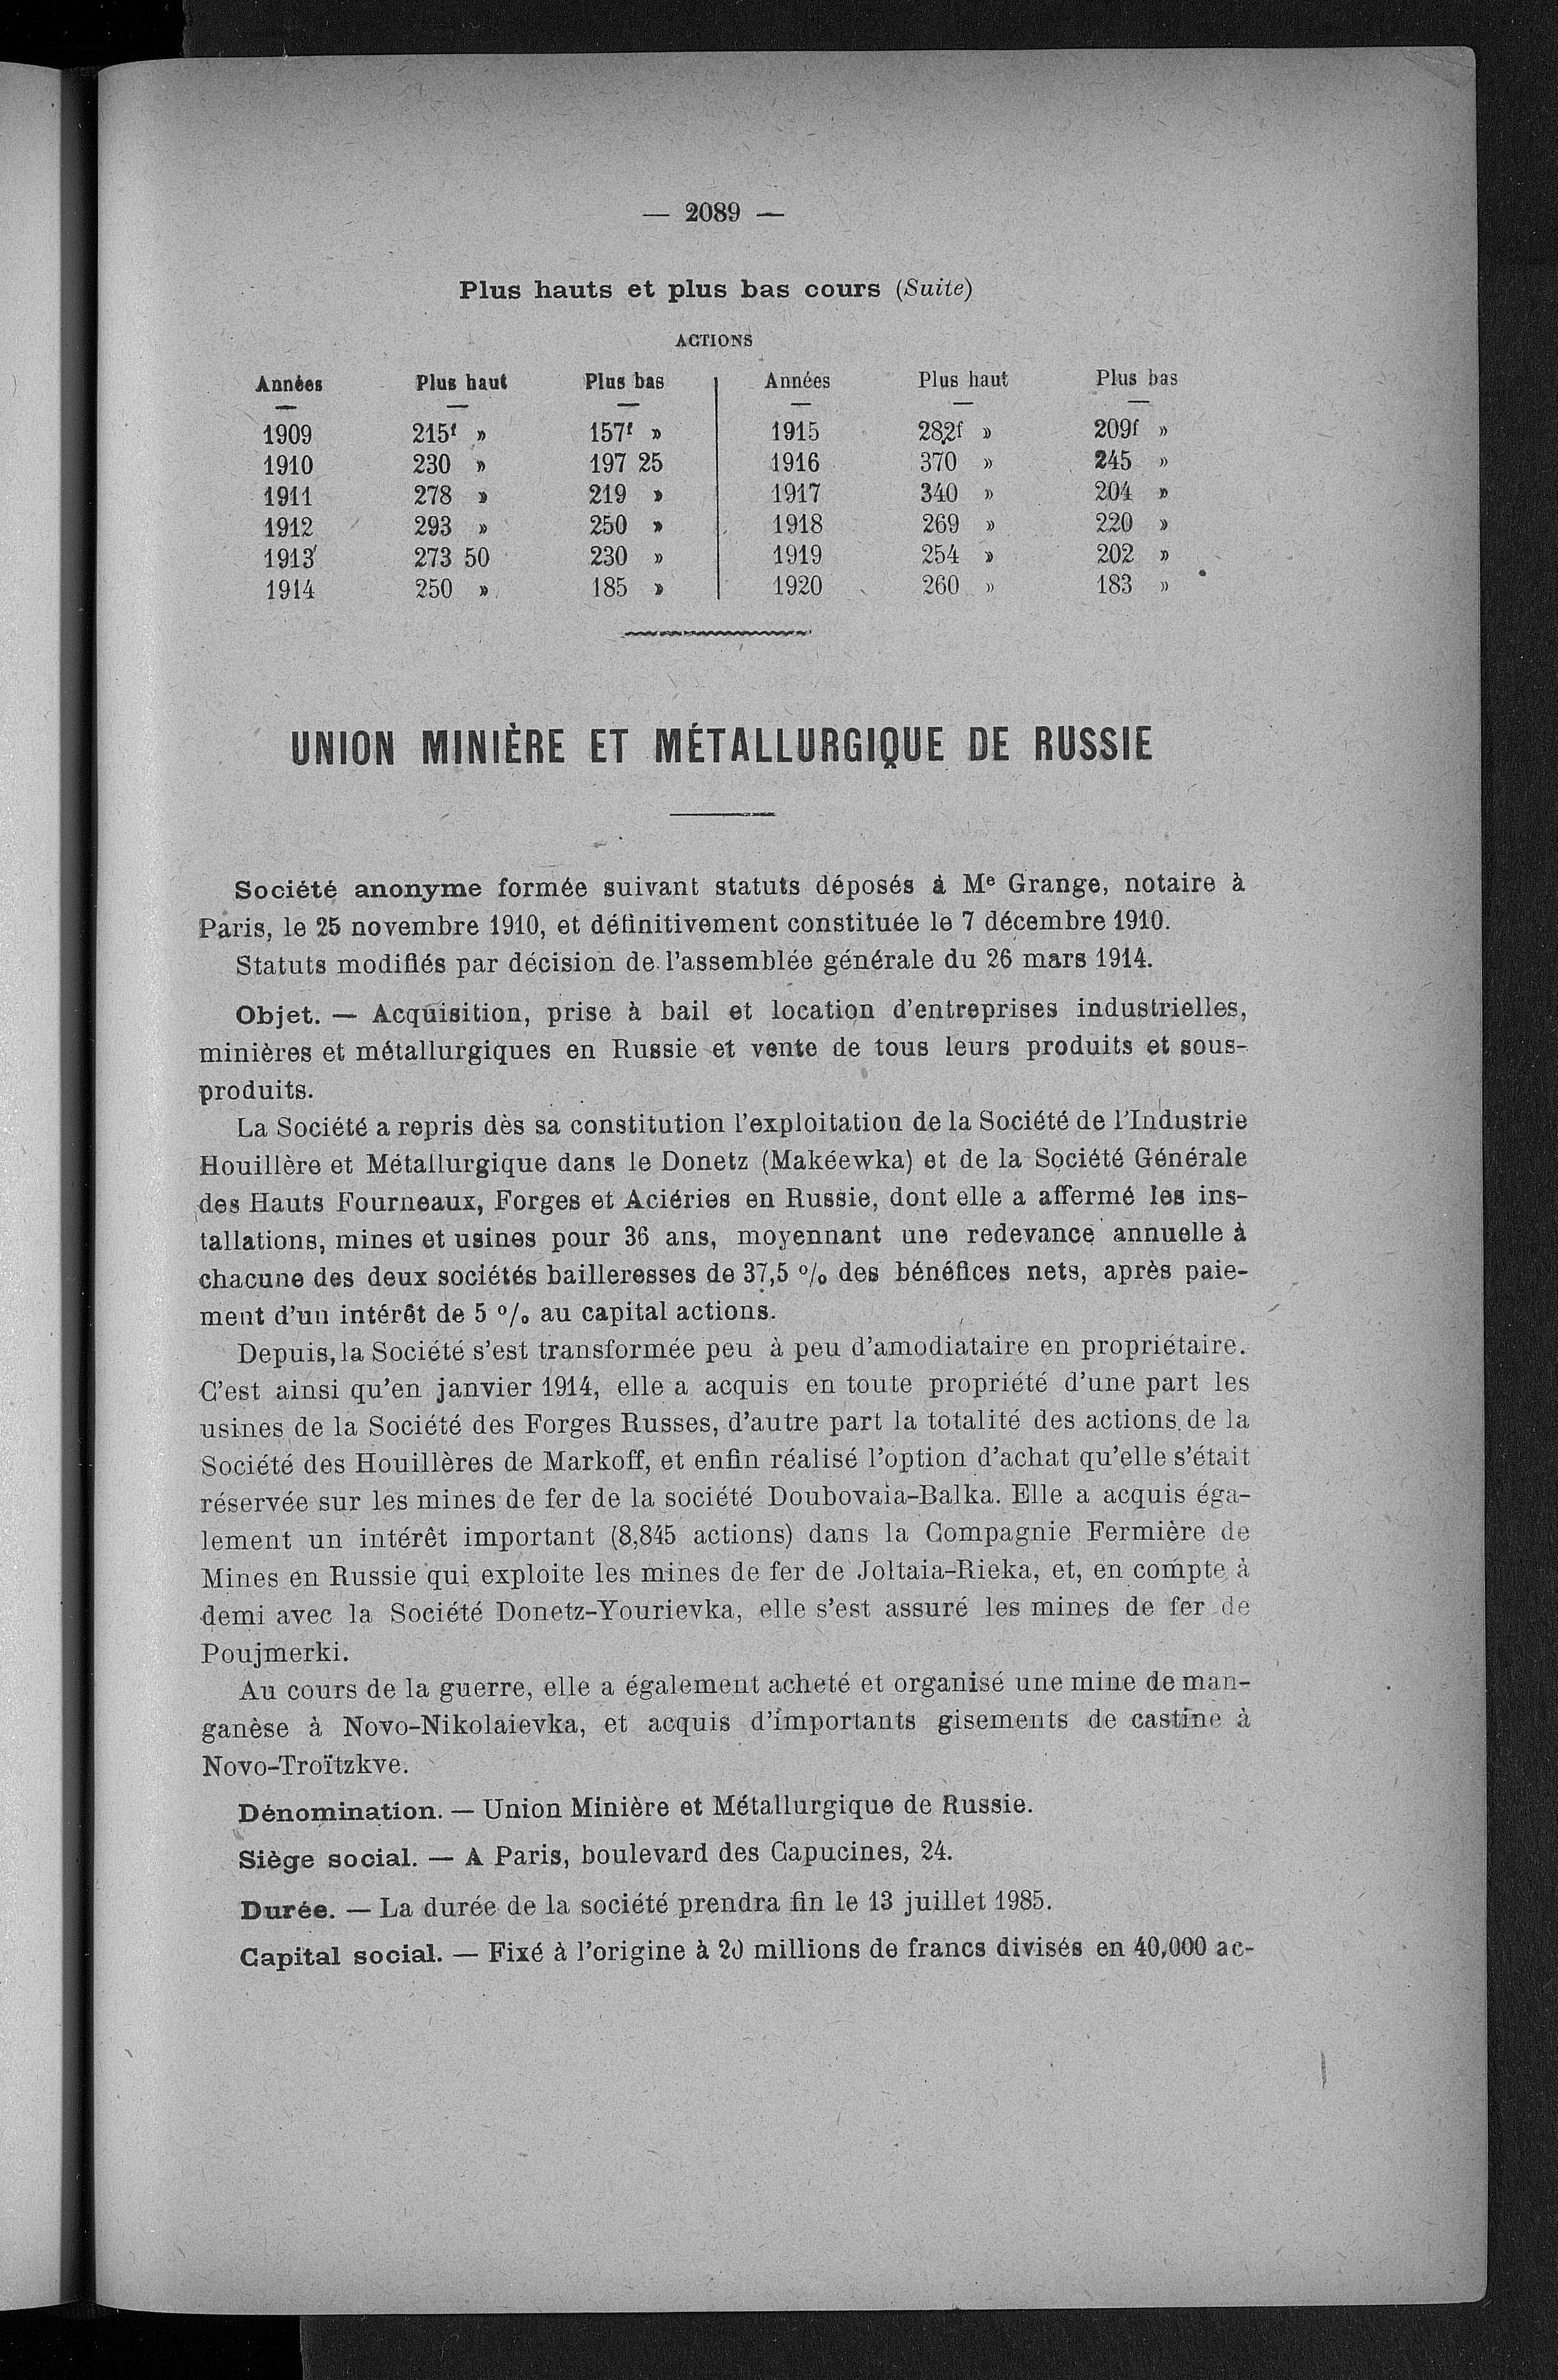 — 2089 —
Plus hauts et plus bas cours (Suite)
ACTIONS
Années Plus haut Plus bas Années Plus haut Plus bas
1909 215f » 157f » 1915 282f » 209f »
1910 230 » 197 25 1916 370 » 245 »
1911 278 » 219 » 1917 340 » 204 »
1912 293 » 250 » 1918 269 » 220 »
1913 273 50 230 » 1919 254 » 202 »
1914 250 » 185 » 1920 260 » 183 »
UNION MINIÈRE ET MÉTALLURGIQUE DE RUSSIE
Société anonyme formée suivant statuts déposés à Me Grange, notaire à
Paris, le 25 novembre 1910, et définitivement constituée le 7 décembre 1910.
Statuts modifiés par décision de l'assemblée générale du 26 mars 1914.
Objet. — Acquisition, prise à bail et location d'entreprises industrielles,
minières et métallurgiques en Russie et vente de tous leurs produits et sous-
produits.
La Société a repris dès sa constitution l'exploitation de la Société de l'Industrie
Houillère et Métallurgique dans le Donetz (Makéewka) et de la Société Générale
des Hauts Fourneaux, Forges et Aciéries en Russie, dont elle a affermé les ins-
tallations, mines et usines pour 36 ans, moyennant une redevance annuelle à
chacune des deux sociétés bailleresses de 37,5 % des bénéfices nets, après paie-
ment d'un intérêt de 5 % au capital actions.
Depuis, la Société s'est transformée peu à peu d'amodiataire en propriétaire.
C'est ainsi qu'en janvier 1914, elle a acquis en toute propriété d'une part les
usines de la Société des Forges Russes, d'autre part la totalité des actions de la
Société des Houillères de Markoff, et enfin réalisé l'option d'achat qu'elle s'était
réservée sur les mines de fer de la société Doubovaia-Balka. Elle a acquis éga-
lement un intérêt important (8,845 actions) dans la Compagnie Fermière de
Mines en Russie qui exploite les mines de fer de Joltaia-Rieka, et, en compte à
demi avec la Société Donetz-Yourievka, elle s'est assuré les mines de fer de
Poujmerki.
Au cours de la guerre, elle a également acheté et organisé une mine de man-
ganèse à Novo-Nikolaievka, et acquis d'importants gisements de castine à
Novo-Troïtzkve.
Dénomination. — Union Minière et Métallurgique de Russie.
Siège social. — A Paris, boulevard des Capucines, 24.
Durée. — La durée de la société prendra fin le 13 juillet 1985.
Capital social. — Fixé à l'origine à 20 millions de francs divisés en 40,000 ac-